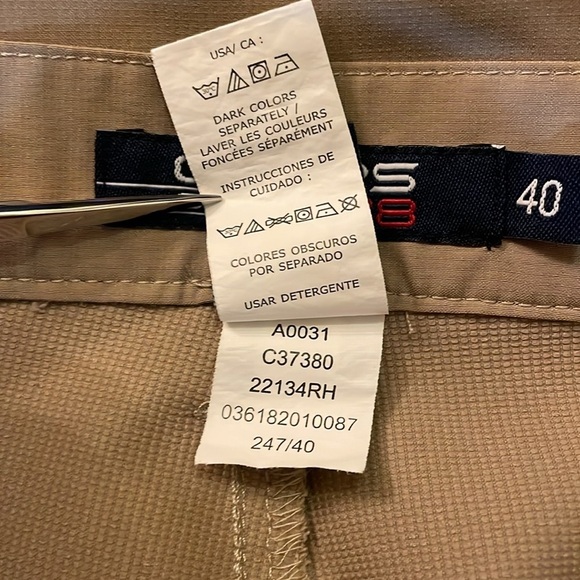 USA/ CA :
DARK COLORS
SEPARATELY /
LAVER LES COULEURS
FONCÉES SÉPARÉMENT
INSTRUCCIONES DE
CUIDADO :
COLORES OBSCUROS
POR SEPARADO
USAR DETERGENTE
A0031
C37380
22134RH
036182010087
247/40
40